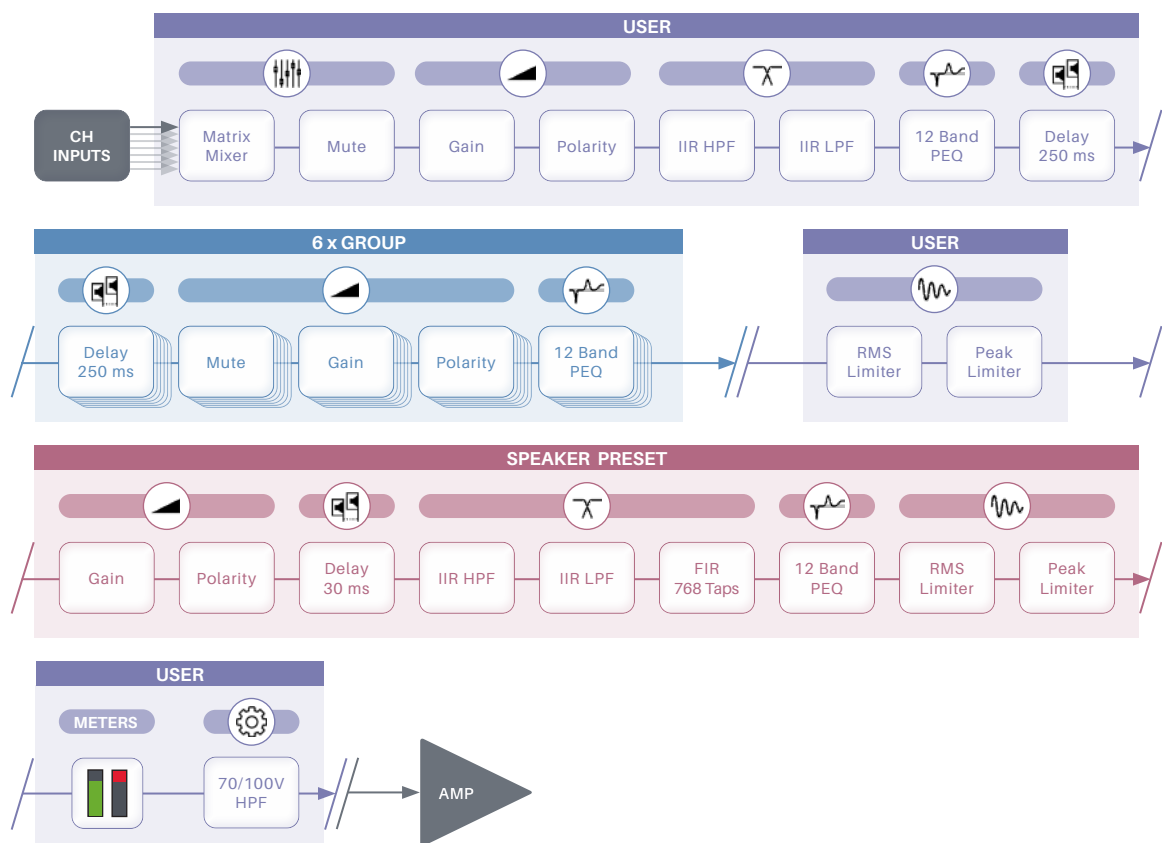 USER
CH
INPUTS
Matrix
Mixer
Mute
Gain
Polarity
IIR HPF
IIR LPF
12 Band
PEQ
Delay
250 ms
6 x GROUP
Delay
250 ms
Mute
Gain
Polarity
12 Band
PEQ
USER
RMS
Limiter
Peak
Limiter
SPEAKER PRESET
Gain
Polarity
Delay
30 ms
IIR HPF
IIR LPF
FIR
768 Taps
12 Band
PEQ
RMS
Limiter
Peak
Limiter
USER
METERS
70/100V
HPF
AMP